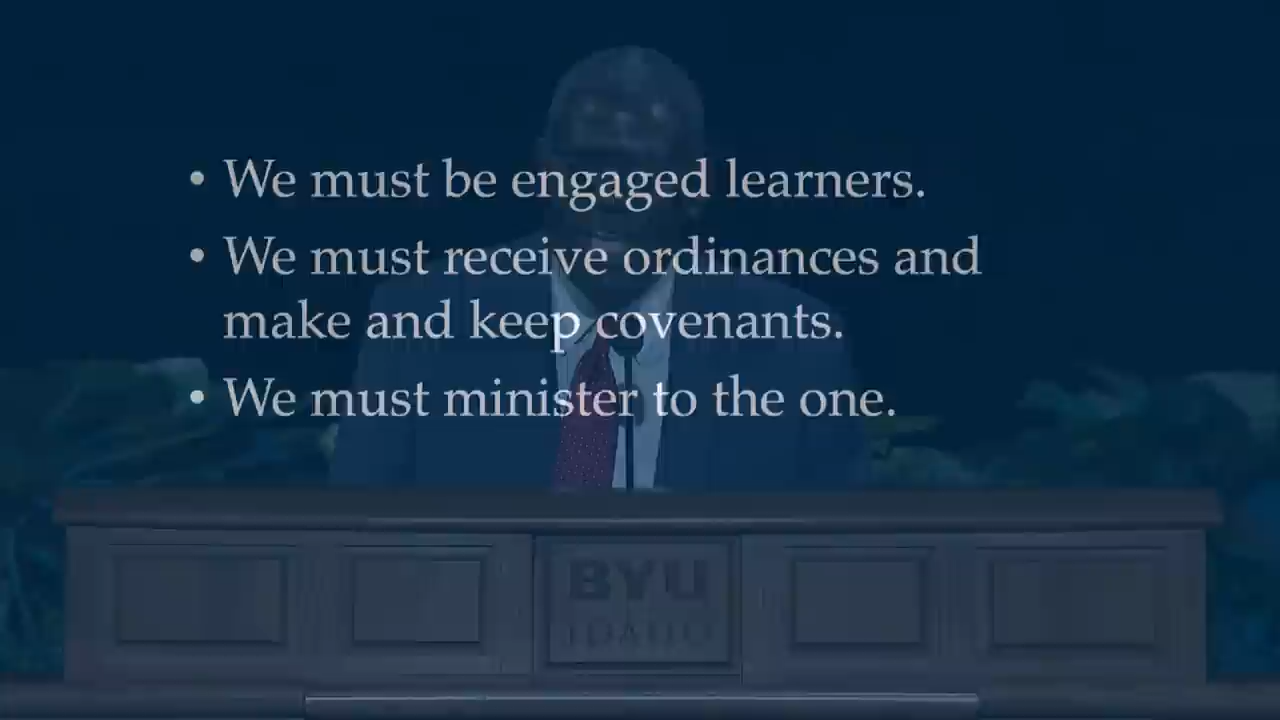 • We must be engaged learners.
• We must receive ordinances and
make and keep covenants.
• We must minister to the one.
BYU
IDAHO